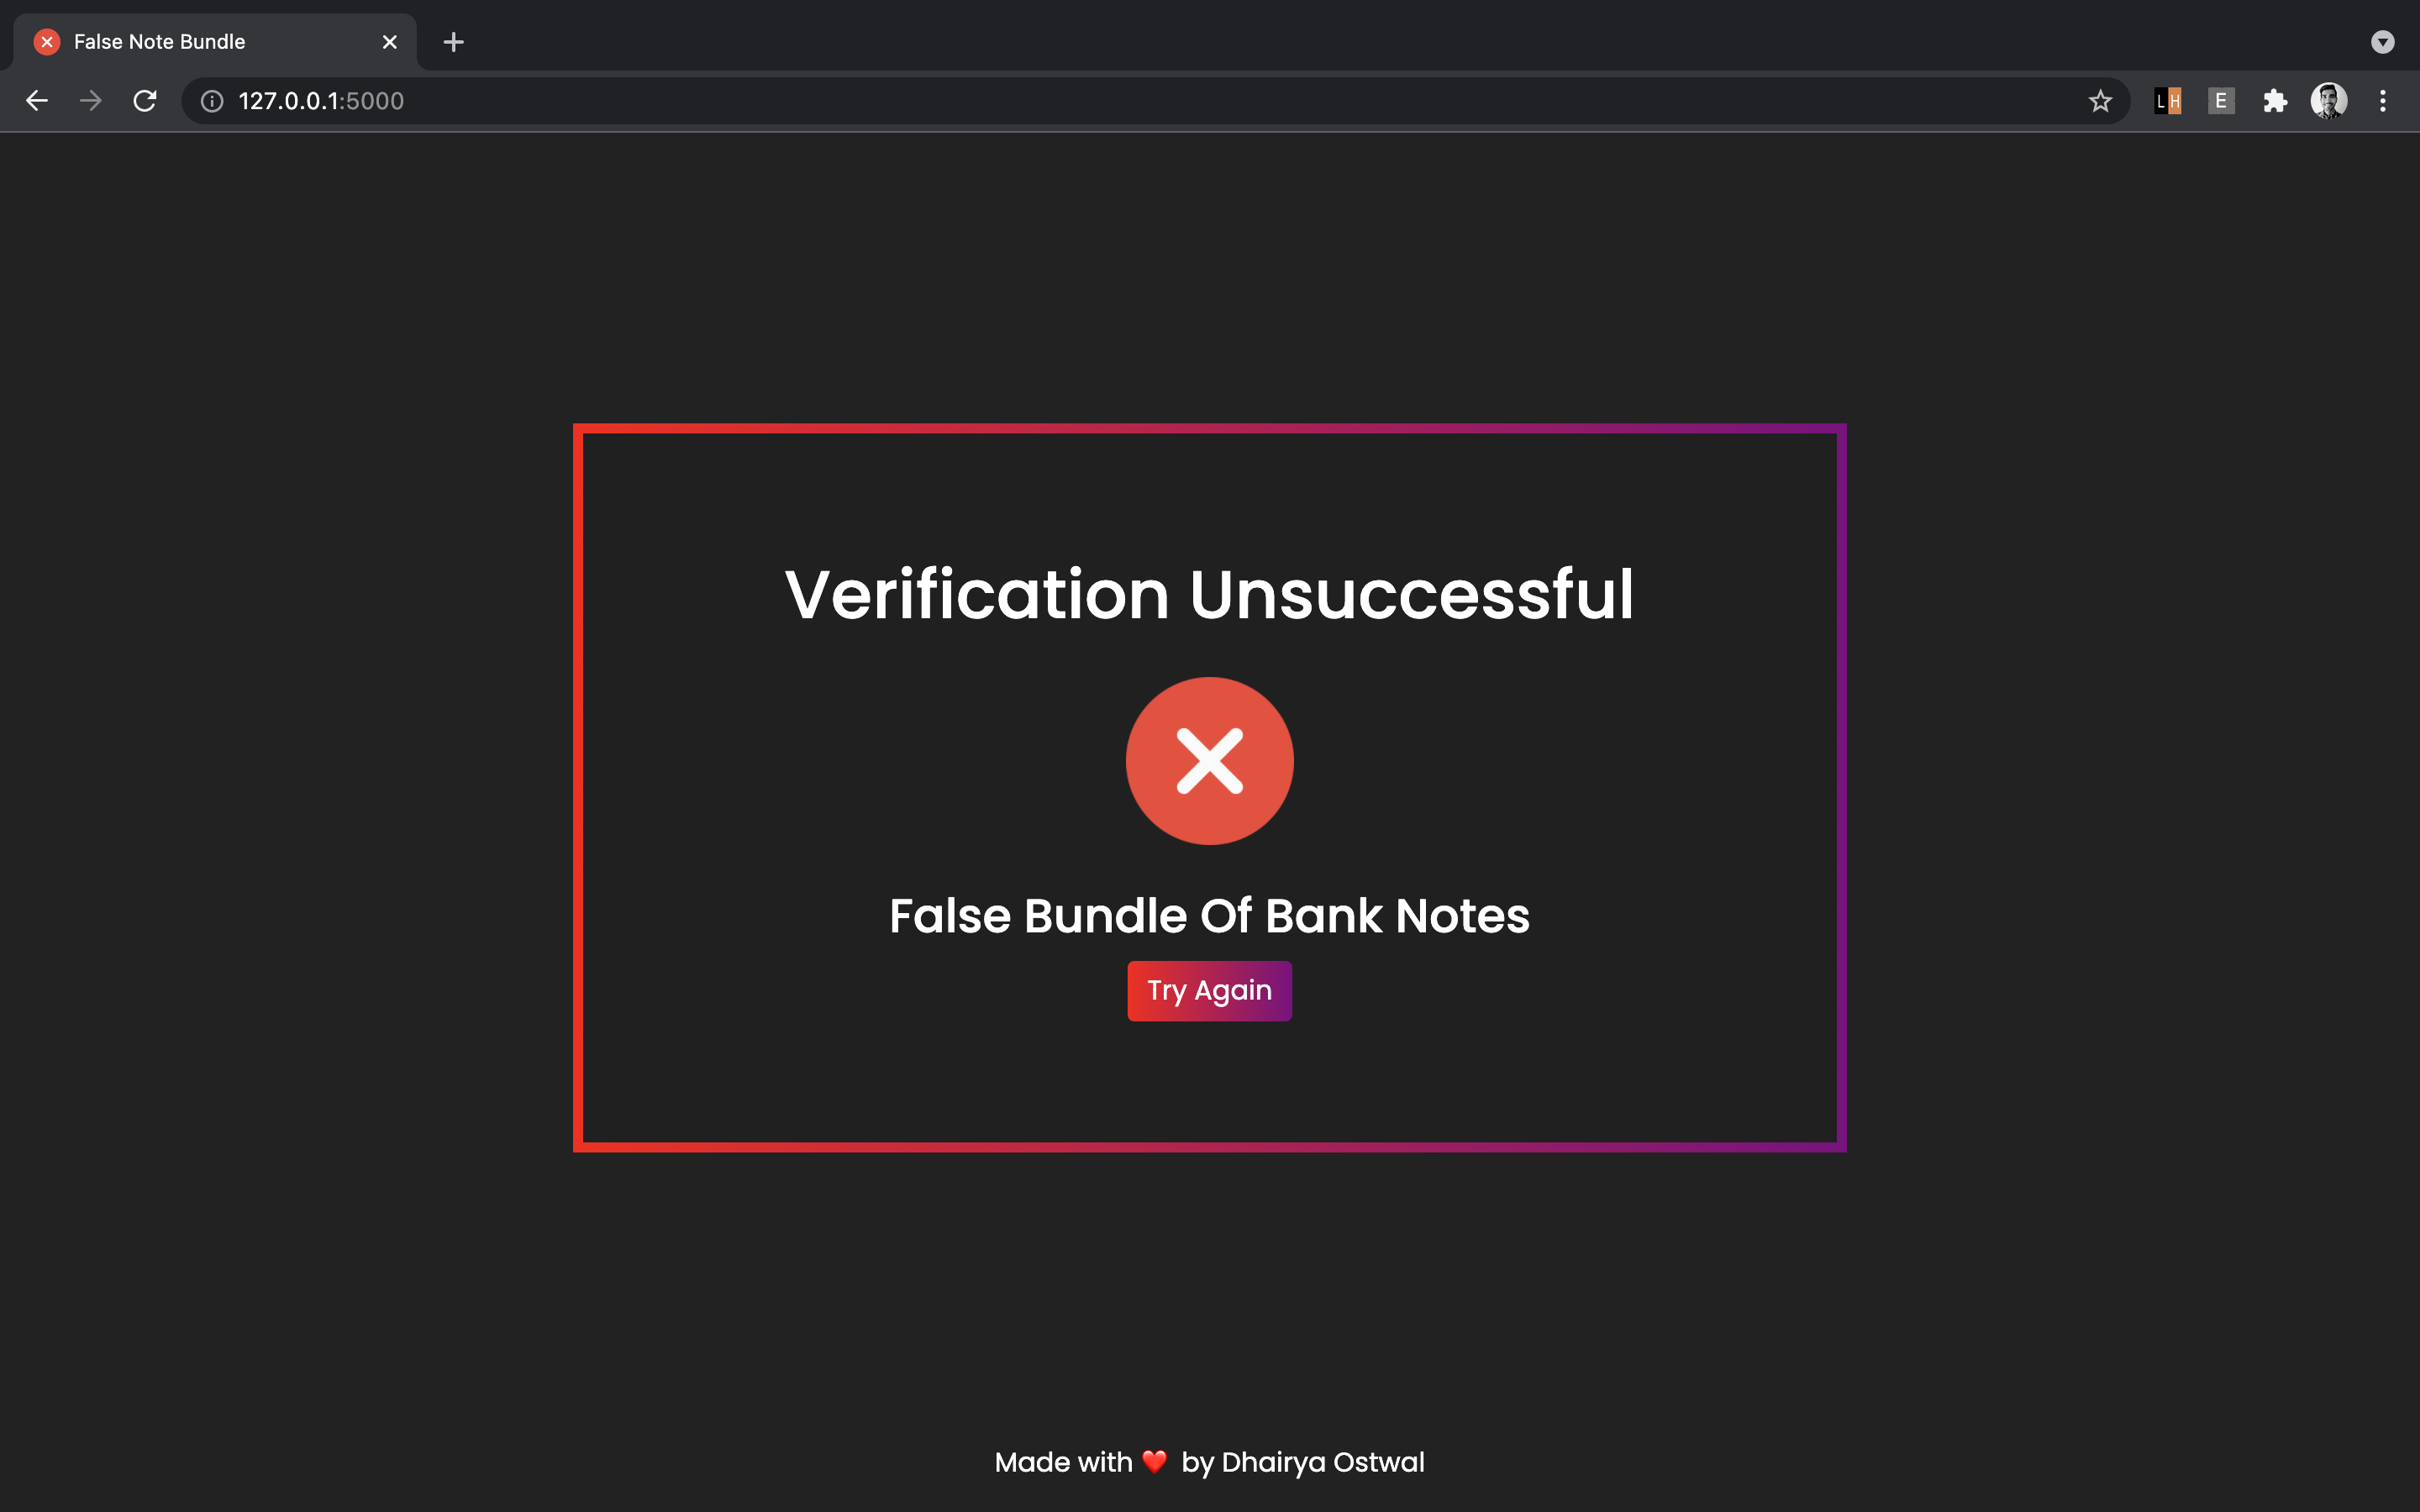 False Note Bundle
127.0.0.1:5000
LH
E
Verification Unsuccessful
False Bundle Of Bank Notes
Try Again
Made with ❤️ by Dhairya Ostwal